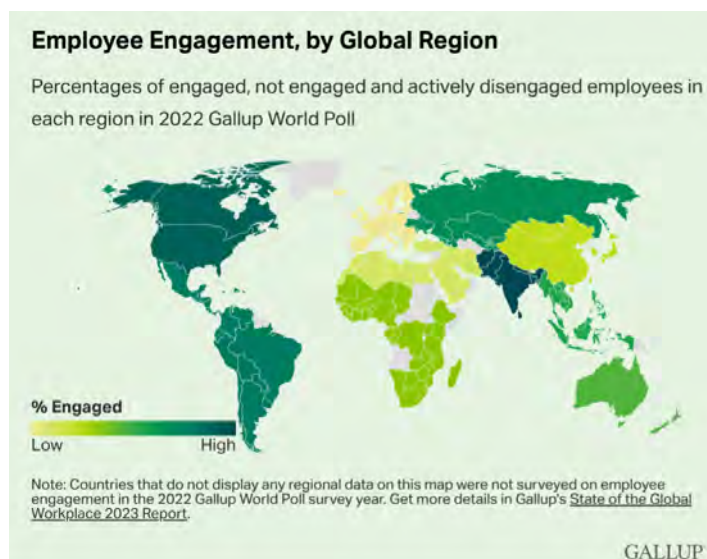 Employee Engagement, by Global Region
Percentages of engaged, not engaged and actively disengaged employees in
each region in 2022 Gallup World Poll
% Engaged
Low High
Note: Countries that do not display any regional data on this map were not surveyed on employee
engagement in the 2022 Gallup World Poll survey year. Get more details in Gallup's State of the Global
Workplace 2023 Report.
GALLUP